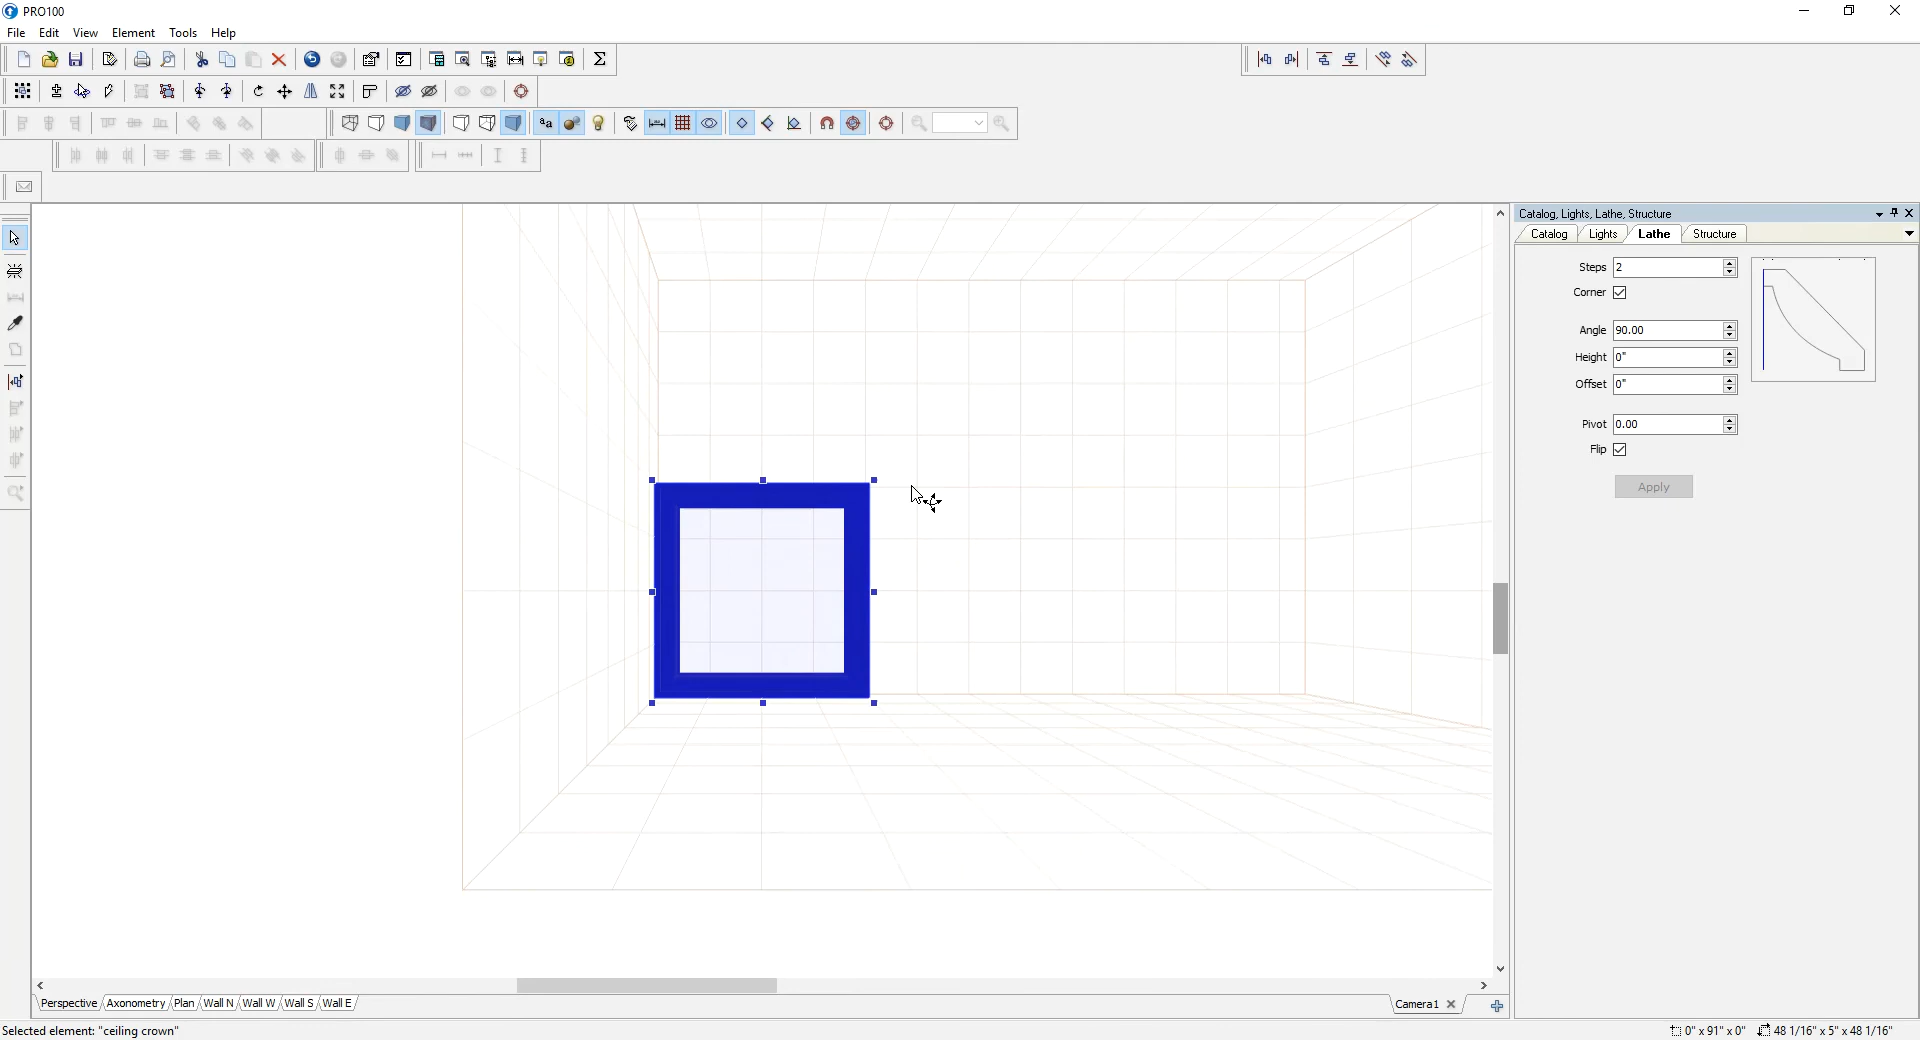 PRO100
File Edit View Element Tools Help
aa
Catalog, Lights, Lathe, Structure
Catalog Lights Lathe Structure
Steps 2
Corner
Angle 90.00
Height 0"
Offset 0"
Pivot 0.00
Flip
Apply
Perspective Axonometry Plan Wall N Wall W Wall S Wall E
Camera1
Selected element: "ceiling crown"
0" x 91" x 0" 48 1/16" x 5" x 48 1/16"